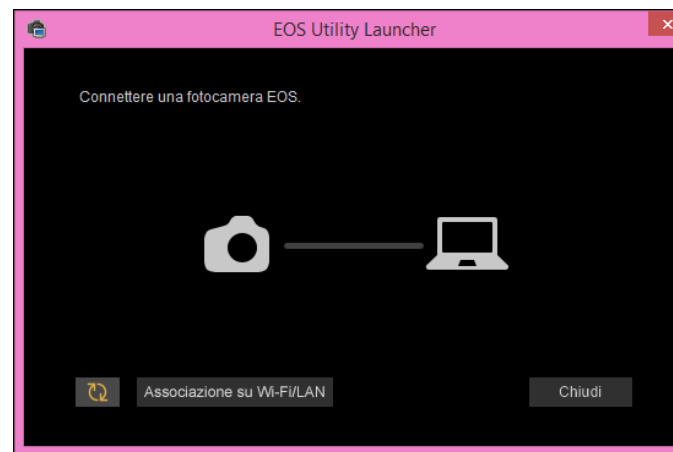 EOS Utility Launcher
Connettere una fotocamera EOS.
Associazione su Wi-Fi/LAN
Chiudi